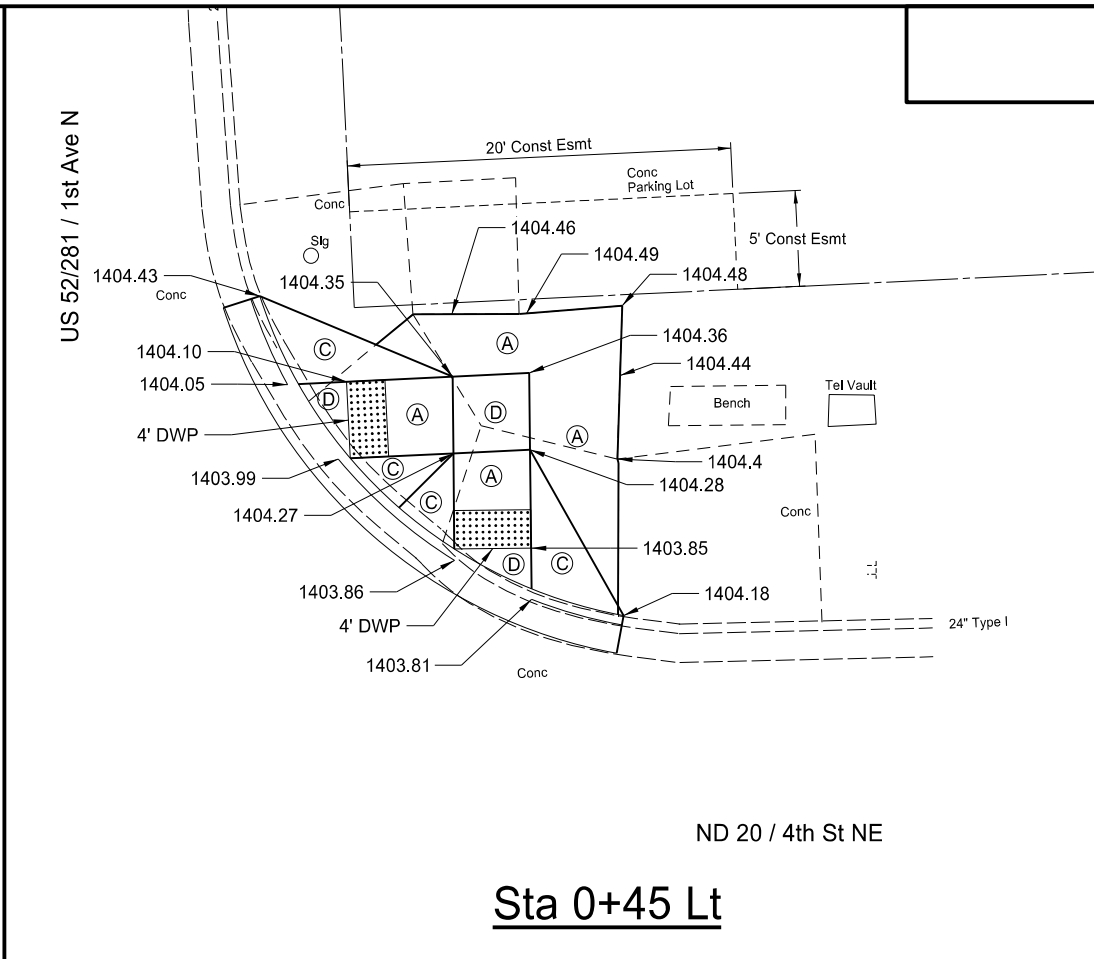 US 52/281 / 1st Ave N
20' Const Esmt
Conc
Parking Lot
Conc
5' Const Esmt
Slg
1404.46
1404.49
1404.48
1404.43
Conc
1404.35
1404.36
1404.44
1404.10
1404.05
4' DWP
1403.99
1404.27
C
A
D
A
D
A
C
A
C
D
C
Bench
Tel Vault
1404.4
1404.28
Conc
1403.85
1403.86
1404.18
4' DWP
24" Type I
1403.81
Conc
ND 20 / 4th St NE
Sta 0+45 Lt